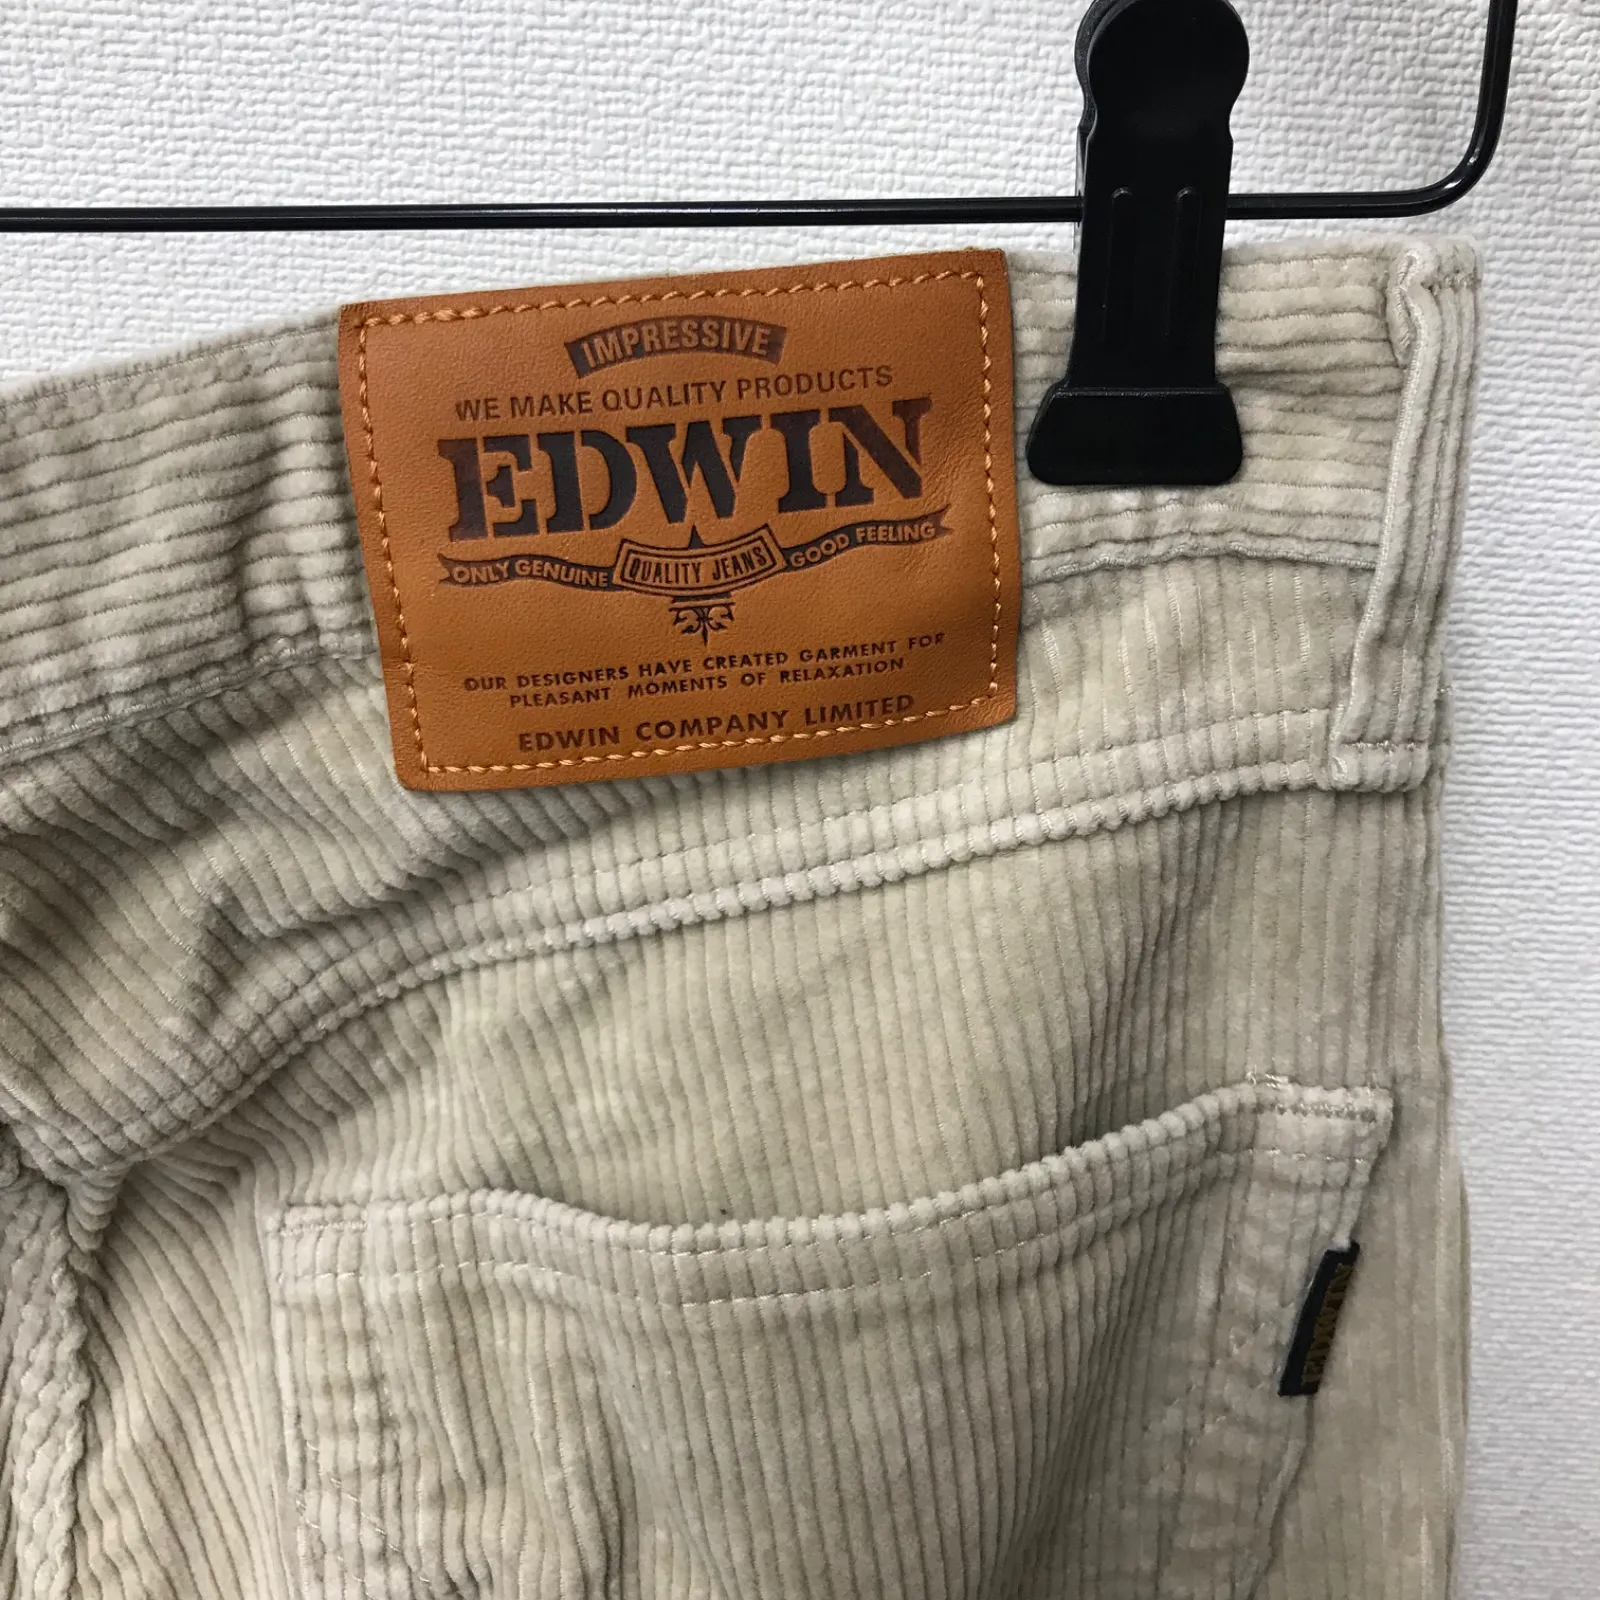 IMPRESSIVE
WE MAKE QUALITY PRODUCTS
EDWIN
ONLY GENUINE QUALITY JEANS GOOD FEELING
OUR DESIGNERS HAVE CREATED GARMENT FOR
PLEASANT MOMENTS OF RELAXATION
EDWIN COMPANY LIMITED
EDWIN